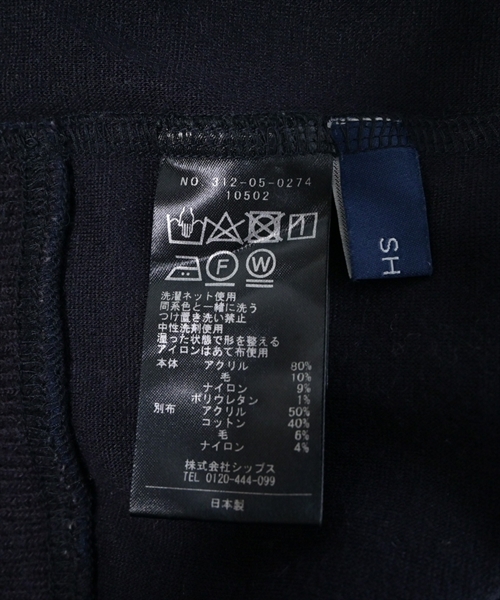 NO. 312-05-0274
10502
F W
洗濯ネット使用
同系色と一緒に洗う
つけ置き洗い禁止
中性洗剤使用
湿った状態で形を整える
アイロンはあて布使用
本体 アクリル 80%
毛 10%
ナイロン 9%
ポリウレタン 1%
別布 アクリル 50%
コットン 40%
毛 6%
ナイロン 4%
株式会社シップス
TEL 0120-444-099
日本製
SH